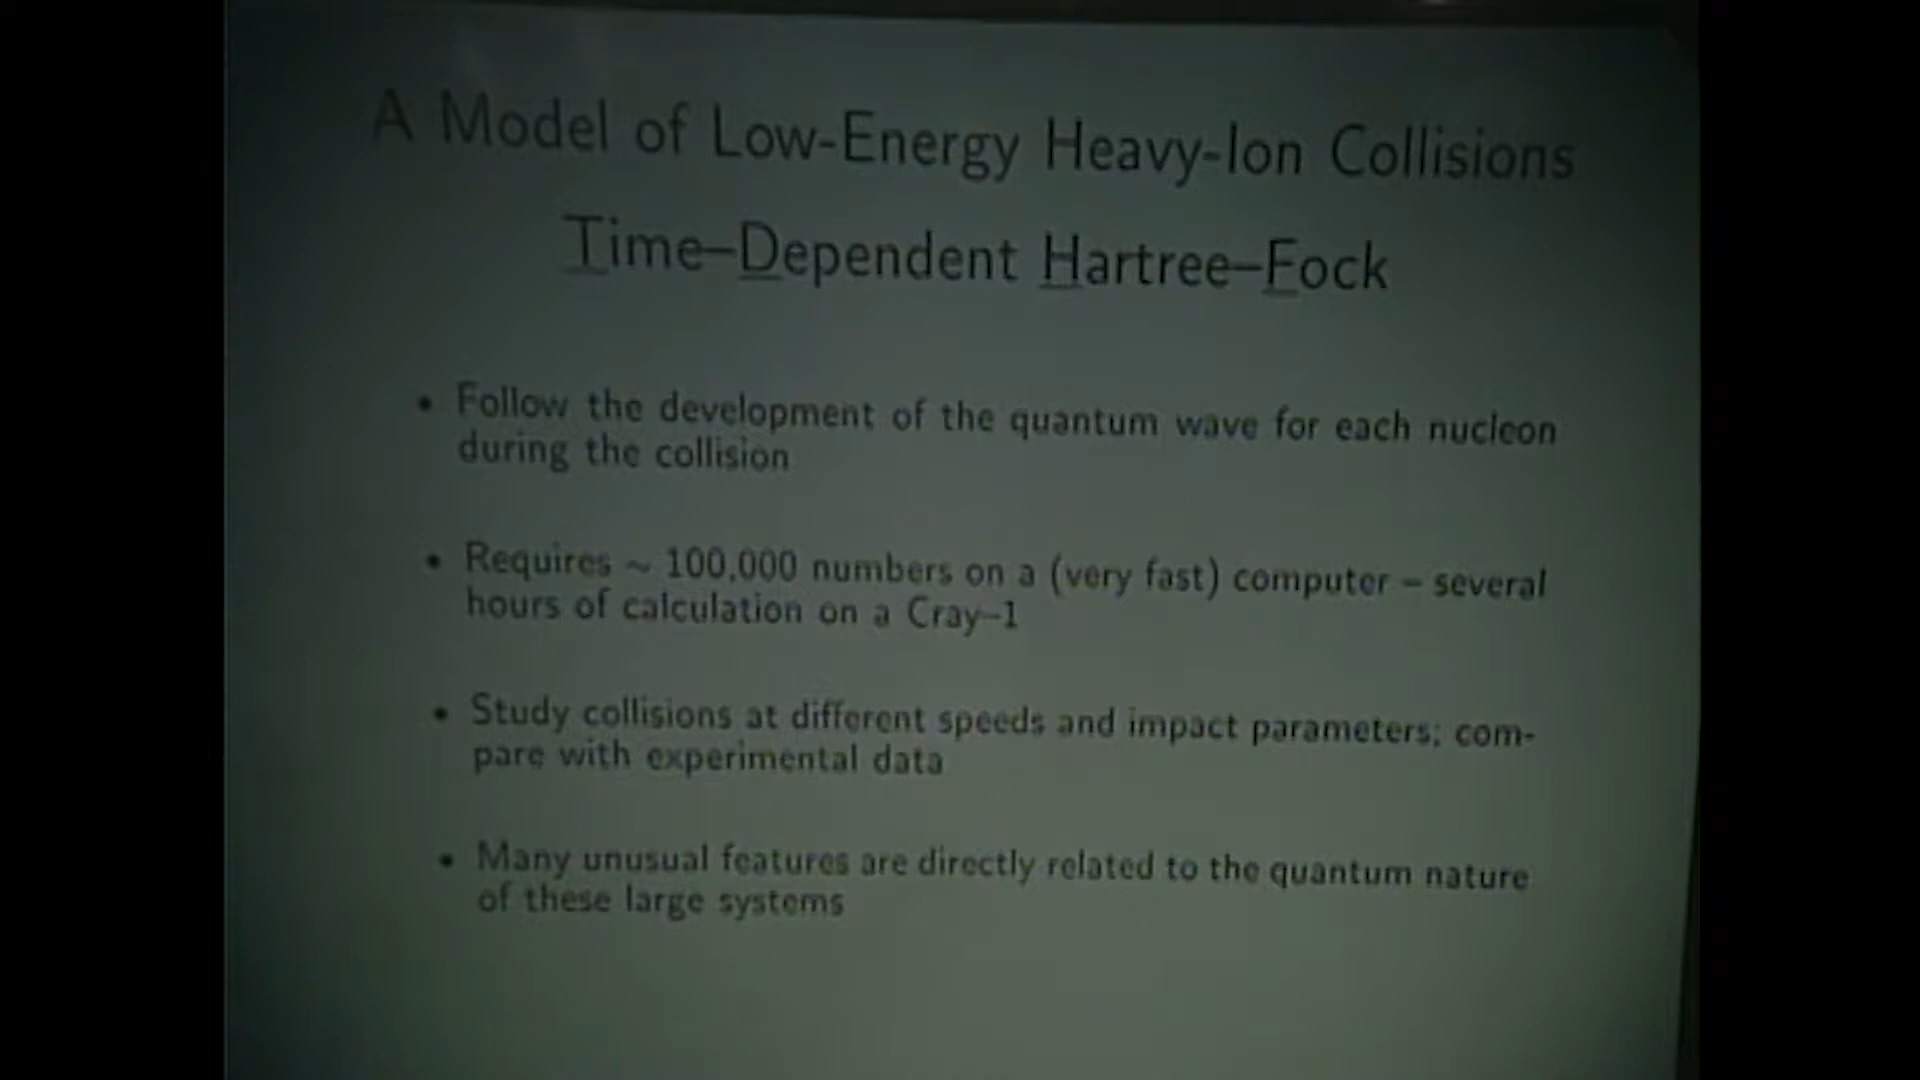 A Model of Low-Energy Heavy-Ion Collisions
Time–Dependent Hartree–Fock
• Follow the development of the quantum wave for each nucleon
during the collision
• Requires ~ 100,000 numbers on a (very fast) computer – several
hours of calculation on a Cray–1
• Study collisions at different speeds and impact parameters; com-
pare with experimental data
• Many unusual features are directly related to the quantum nature
of these large systems